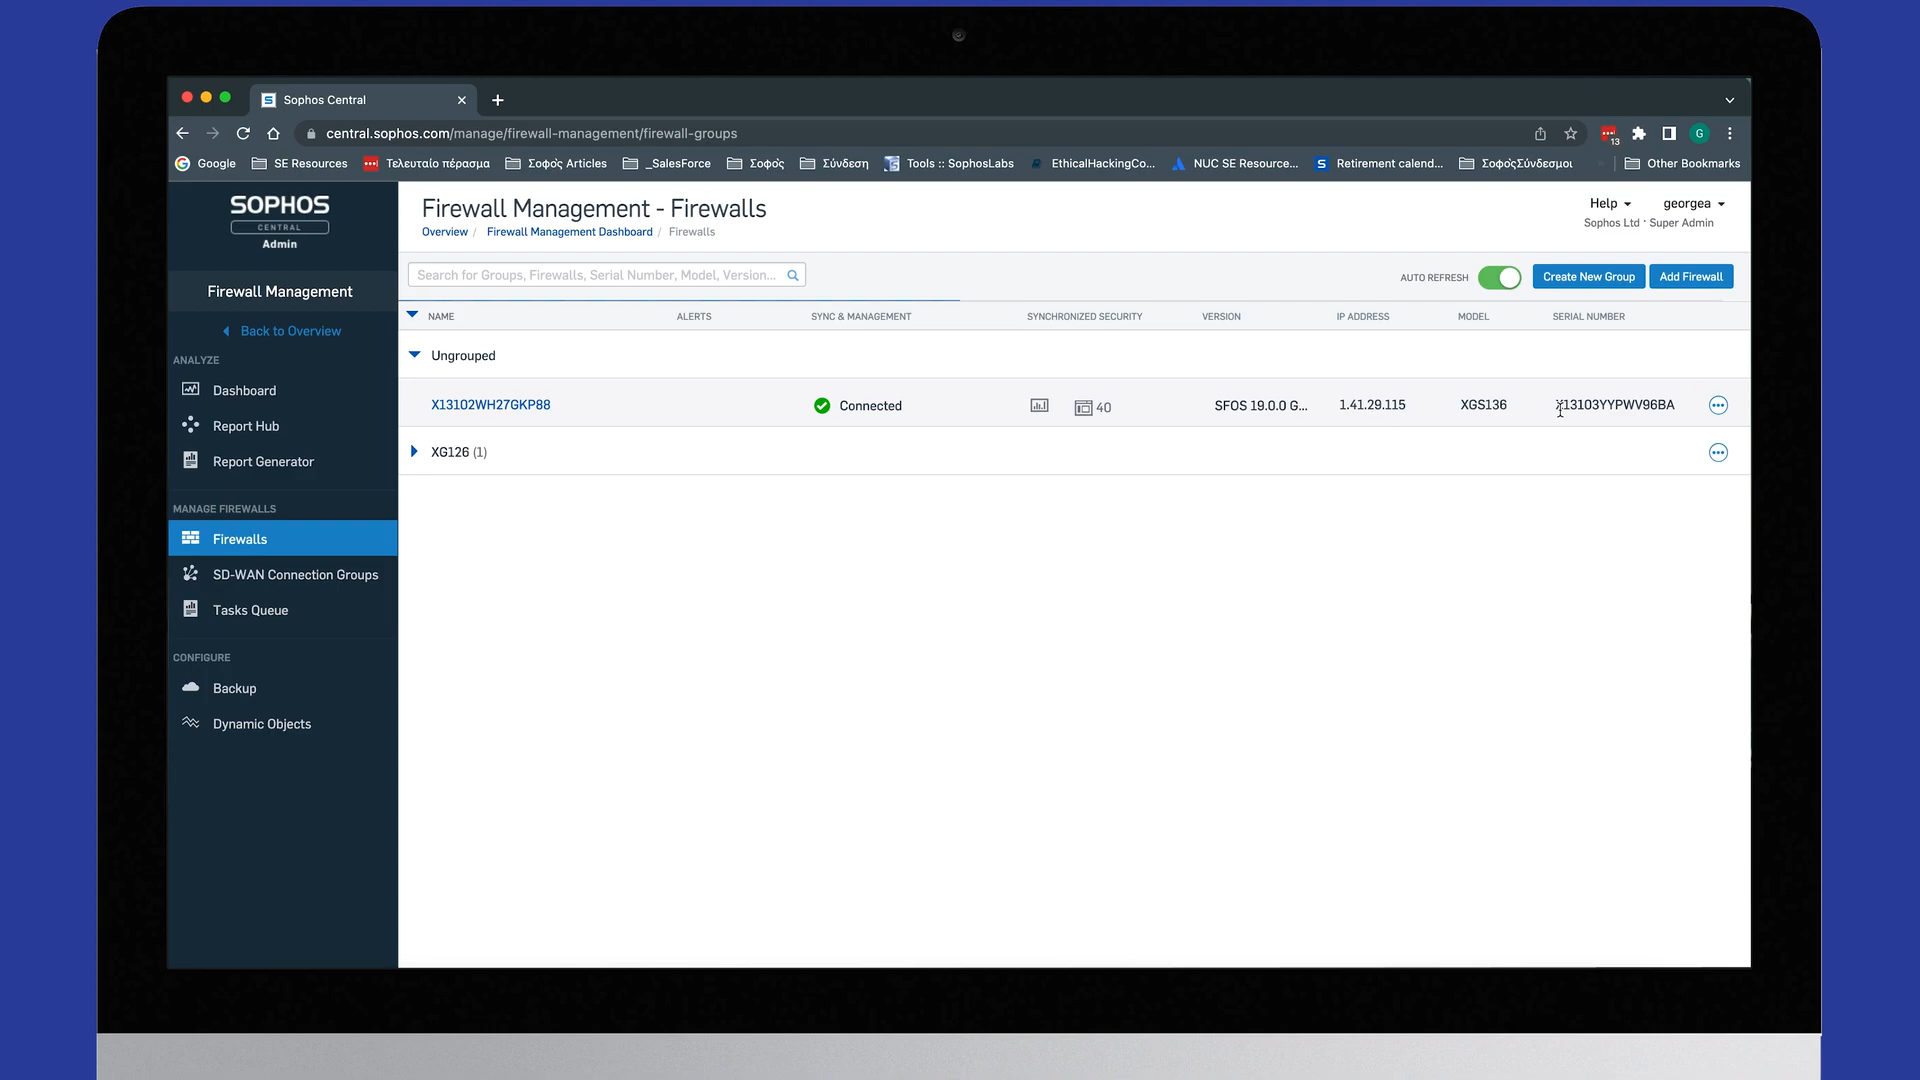 Sophos Central
central.sophos.com/manage/firewall-management/firewall-groups
13
G
Google
SE Resources
Τελευταίο πέρασμα
Σοφός Articles
_SalesForce
Σοφός
Σύνδεση
Tools :: SophosLabs
EthicalHackingCo...
NUC SE Resource...
S
Retirement calend...
ΣοφόςΣύνδεσμοι
Other Bookmarks
SOPHOS
CENTRAL
Admin
Firewall Management
Back to Overview
ANALYZE
Dashboard
Report Hub
Report Generator
MANAGE FIREWALLS
Firewalls
SD-WAN Connection Groups
Tasks Queue
CONFIGURE
Backup
Dynamic Objects
Firewall Management - Firewalls
Overview / Firewall Management Dashboard / Firewalls
Help georgea
Sophos Ltd · Super Admin
Search for Groups, Firewalls, Serial Number, Model, Version...
AUTO REFRESH
Create New Group
Add Firewall
NAME ALERTS SYNC & MANAGEMENT SYNCHRONIZED SECURITY VERSION IP ADDRESS MODEL SERIAL NUMBER
Ungrouped
X13102WH27GKP88 Connected 40 SFOS 19.0.0 G... 1.41.29.115 XGS136 X13103YYPWV96BA
XG126 (1)